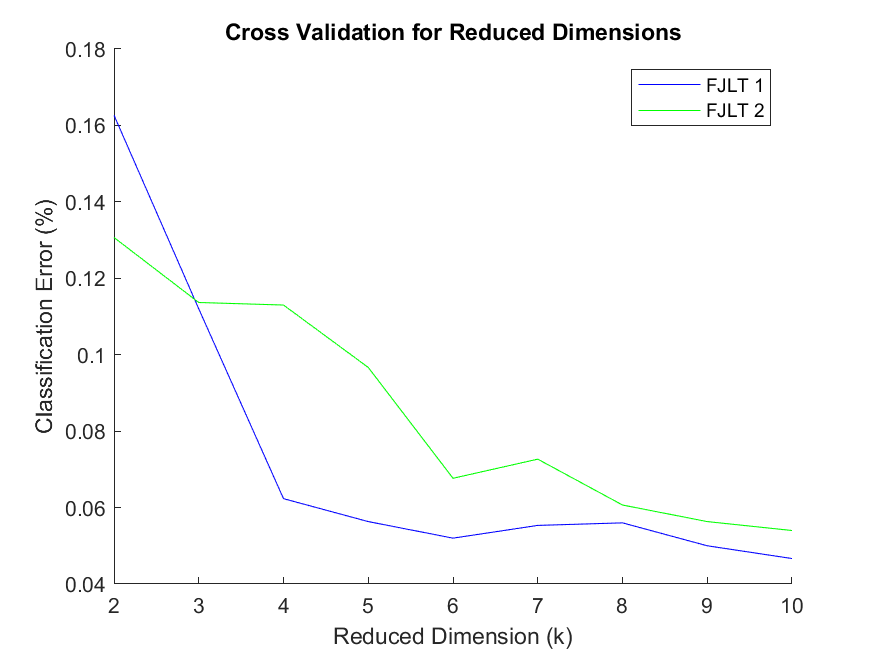 Cross Validation for Reduced Dimensions
FJLT 1
FJLT 2
Classification Error (%)
0.18
0.16
0.14
0.12
0.1
0.08
0.06
0.04
2 3 4 5 6 7 8 9 10
Reduced Dimension (k)